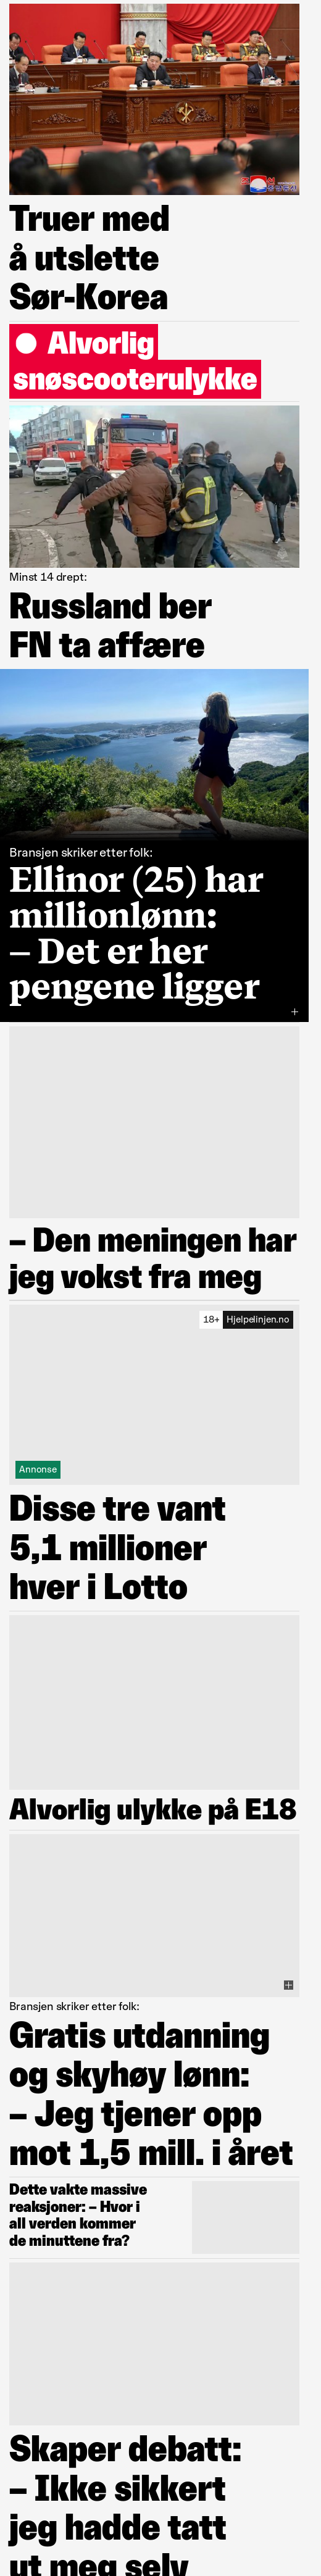 Truer med
å utslette
Sør-Korea
Alvorlig
snøscooterulykke
Minst 14 drept:
Russland ber
FN ta affære
Bransjen skriker etter folk:
Ellinor (25) har
millionlønn:
– Det er her
pengene ligger
– Den meningen har
jeg vokst fra meg
18+ Hjelpelinjen.no
Annonse
Disse tre vant
5,1 millioner
hver i Lotto
Alvorlig ulykke på E18
Bransjen skriker etter folk:
Gratis utdanning
og skyhøy lønn:
– Jeg tjener opp
mot 1,5 mill. i året
Dette vakte massive
reaksjoner: – Hvor i
all verden kommer
de minuttene fra?
Skaper debatt:
– Ikke sikkert
jeg hadde tatt
ut meg selv